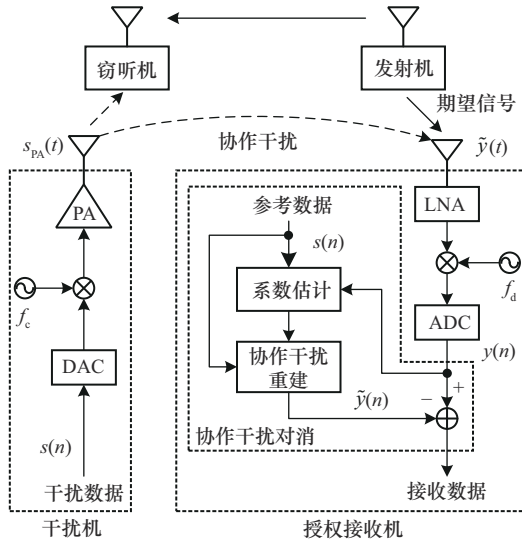 窃听机
发射机
期望信号
s_PA(t)
协作干扰
ỹ(t)
PA
f_c
DAC
s(n)
干扰数据
干扰机
参考数据
s(n)
系数估计
协作干扰
重建
ỹ(n)
协作干扰对消
LNA
f_d
ADC
y(n)
+
−
接收数据
授权接收机